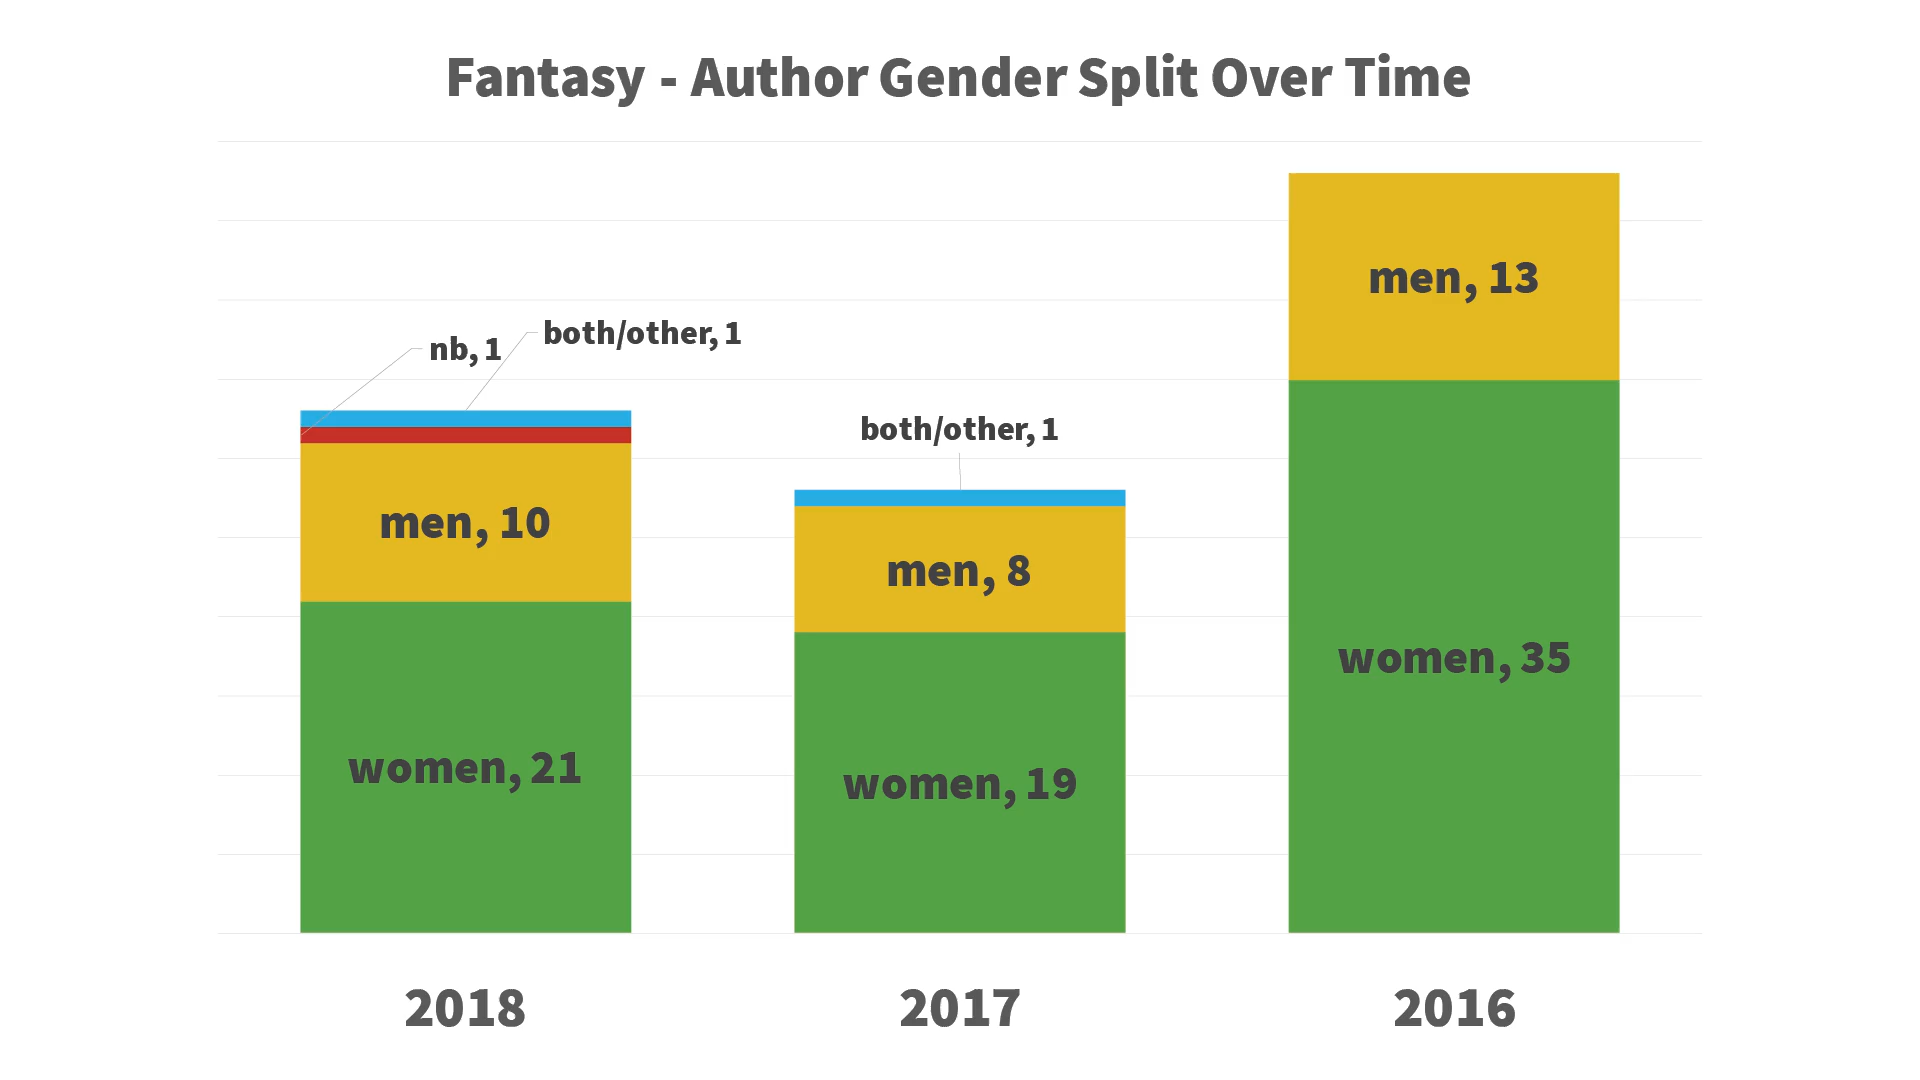 Fantasy - Author Gender Split Over Time
nb, 1
both/other, 1
men, 10
women, 21
both/other, 1
men, 8
women, 19
men, 13
women, 35
2018
2017
2016